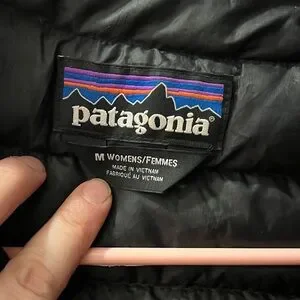 patagonia®
M WOMENS/FEMMES
MADE IN VIETNAM
FABRIQUÉ AU VIETNAM